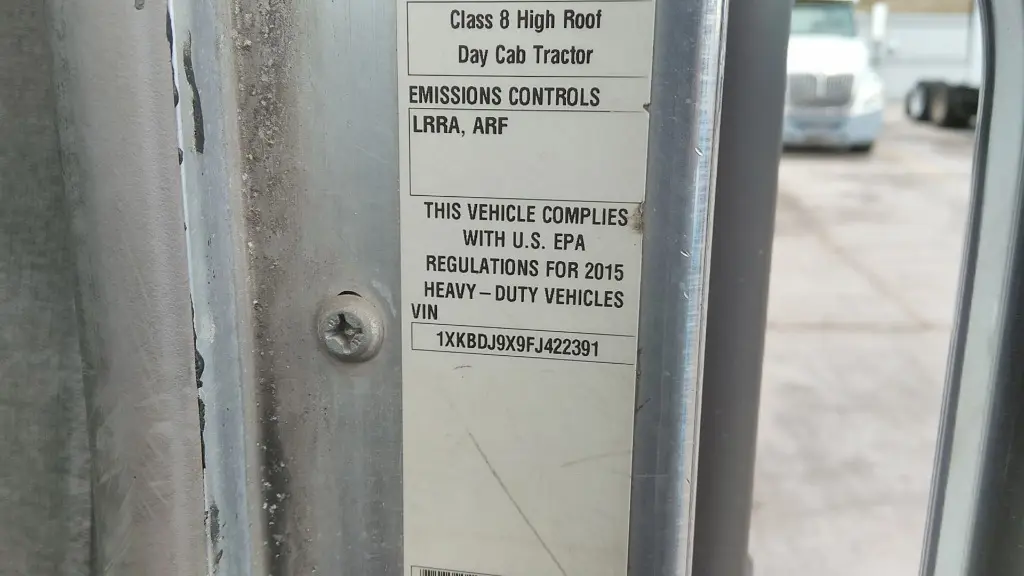 Class 8 High Roof
Day Cab Tractor
EMISSIONS CONTROLS
LRRA, ARF
THIS VEHICLE COMPLIES
WITH U.S. EPA
REGULATIONS FOR 2015
HEAVY-DUTY VEHICLES
VIN
1XKBDJ9X9FJ422391